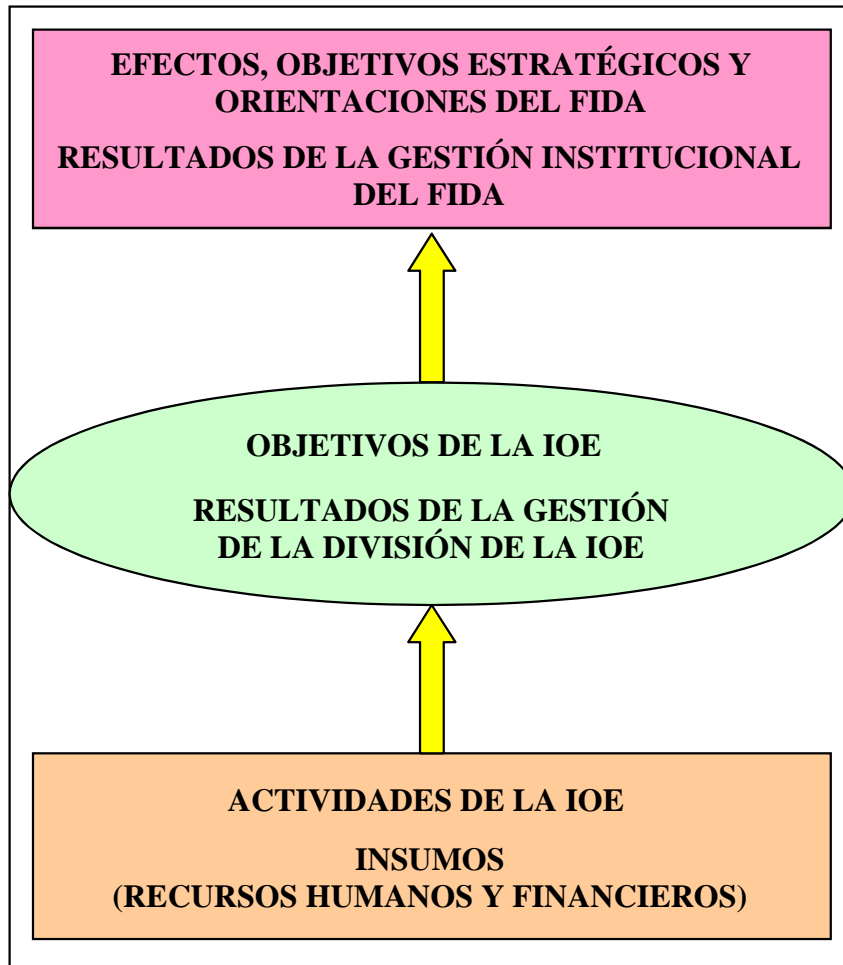 EFECTOS, OBJETIVOS ESTRATÉGICOS Y
ORIENTACIONES DEL FIDA
RESULTADOS DE LA GESTIÓN INSTITUCIONAL
DEL FIDA
OBJETIVOS DE LA IOE
RESULTADOS DE LA GESTIÓN
DE LA DIVISIÓN DE LA IOE
ACTIVIDADES DE LA IOE
INSUMOS
(RECURSOS HUMANOS Y FINANCIEROS)